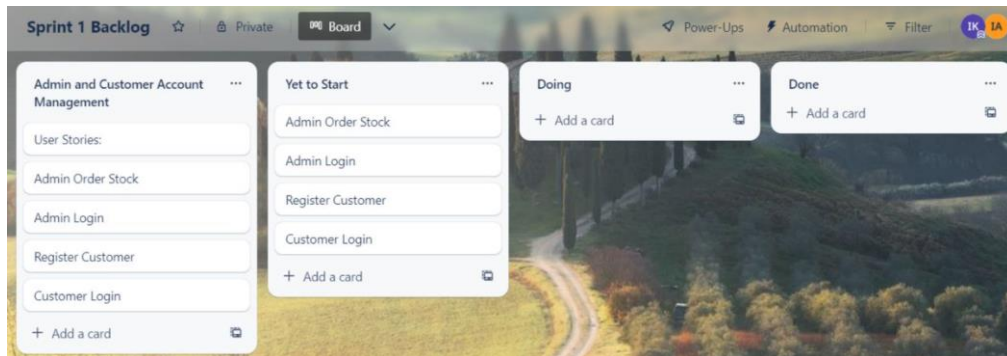 Sprint 1 Backlog
Private
Board
Power-Ups
Automation
Filter
IK
IA
Admin and Customer Account
Management
User Stories:
Admin Order Stock
Admin Login
Register Customer
Customer Login
+ Add a card
Yet to Start
Admin Order Stock
Admin Login
Register Customer
Customer Login
+ Add a card
Doing
+ Add a card
Done
+ Add a card